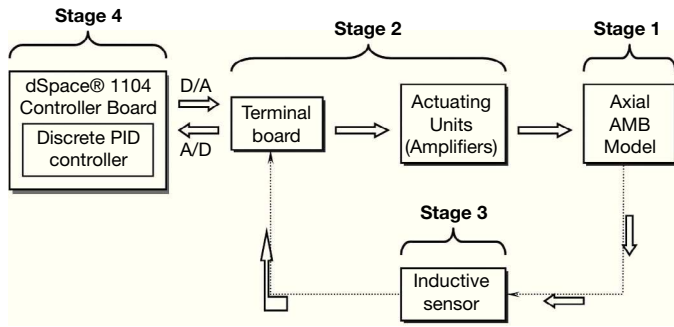 Stage 4
Stage 2
Stage 1
dSpace® 1104
Controller Board
Discrete PID
controller
D/A
A/D
Terminal
board
Actuating
Units
(Amplifiers)
Axial
AMB
Model
Stage 3
Inductive
sensor